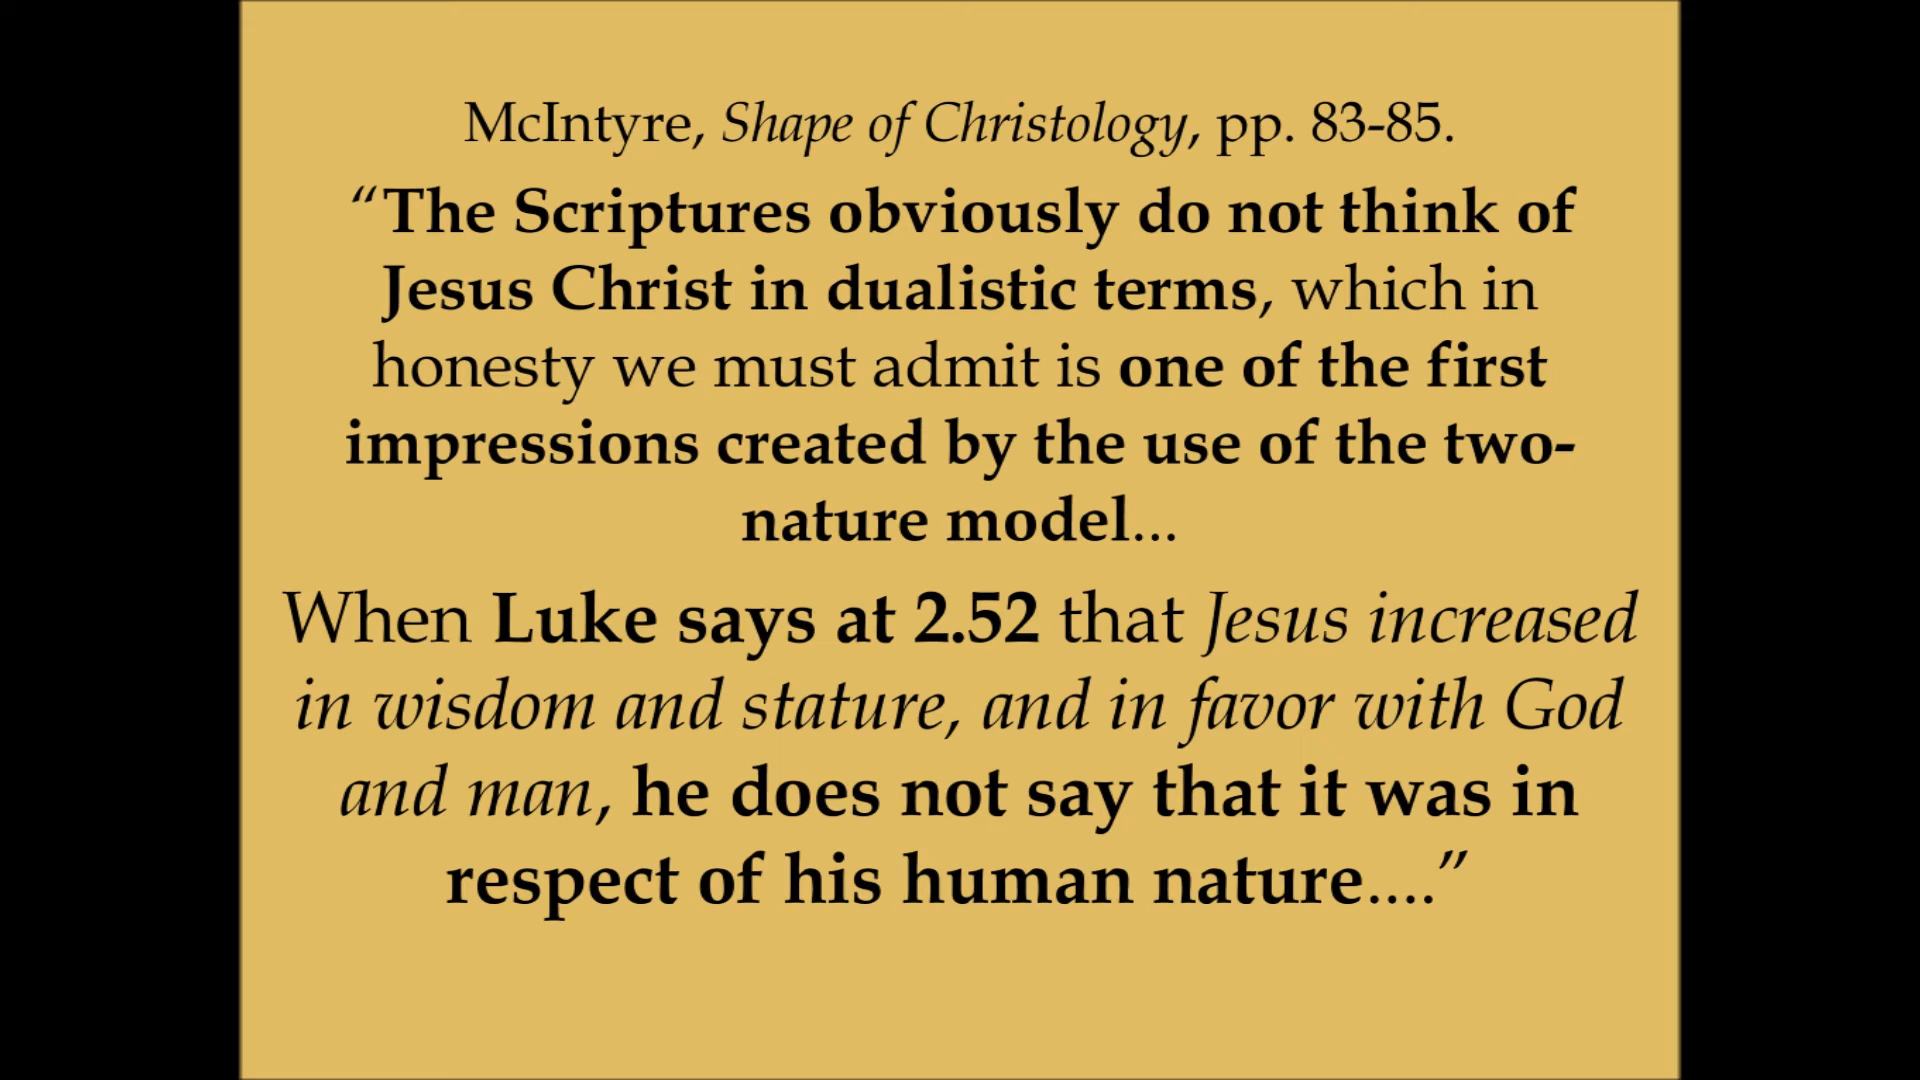 McIntyre, Shape of Christology, pp. 83-85.
“The Scriptures obviously do not think of
Jesus Christ in dualistic terms, which in
honesty we must admit is one of the first
impressions created by the use of the two-
nature model...
When Luke says at 2.52 that Jesus increased
in wisdom and stature, and in favor with God
and man, he does not say that it was in
respect of his human nature....”